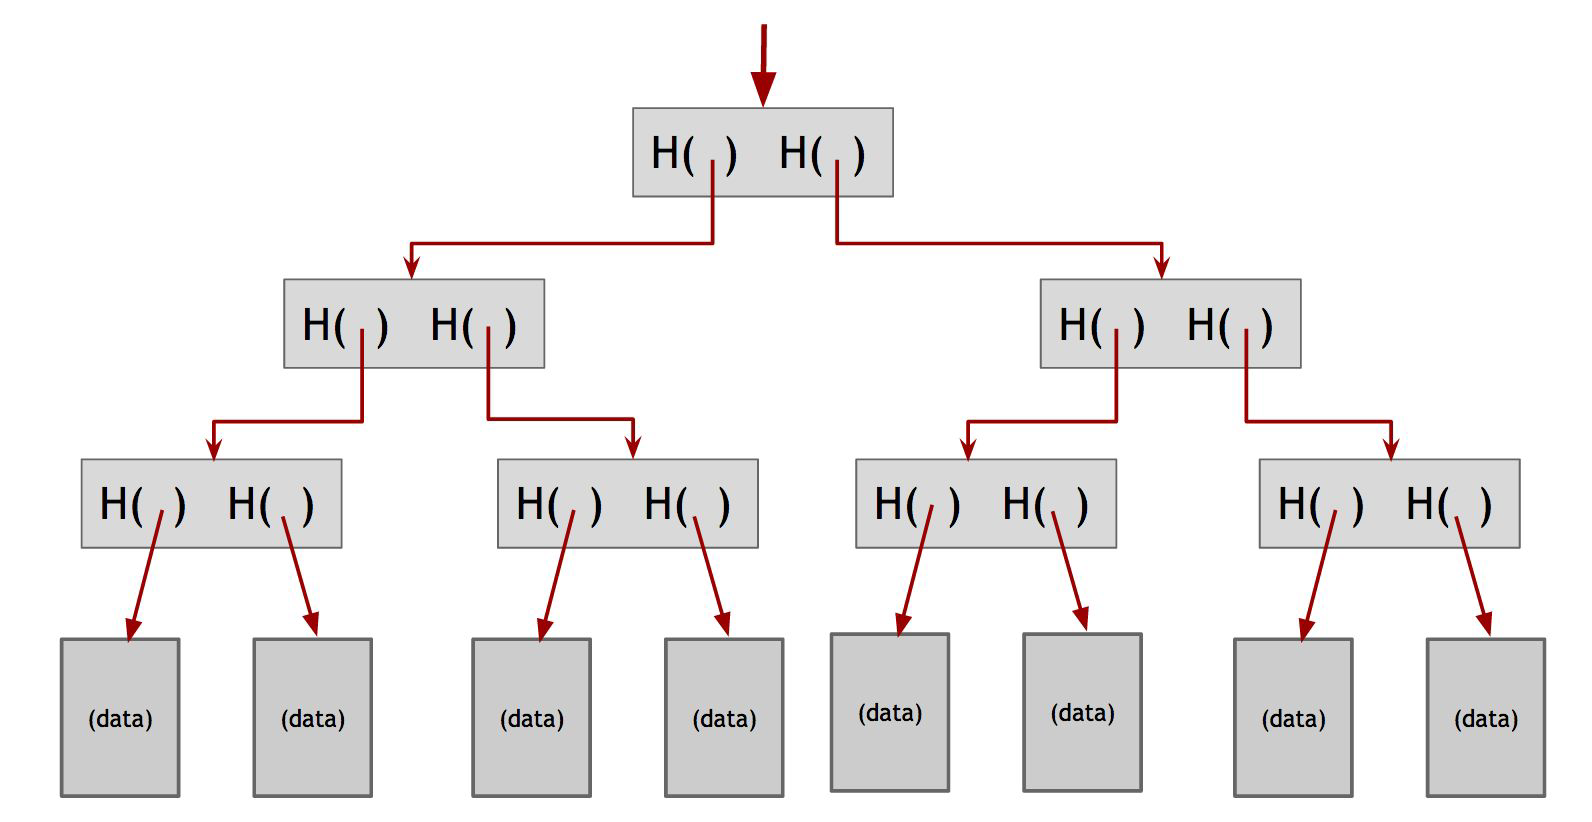 H( ) H( )
H( ) H( ) H( ) H( )
H( ) H( ) H( ) H( ) H( ) H( ) H( ) H( )
(data) (data) (data) (data) (data) (data) (data) (data)